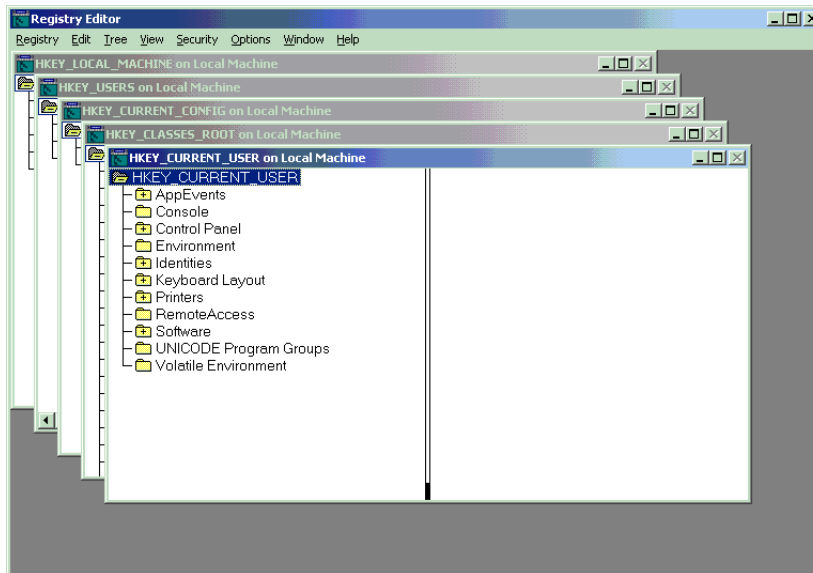 Registry Editor
Registry Edit Tree View Security Options Window Help
HKEY_LOCAL_MACHINE on Local Machine
HKEY_USERS on Local Machine
HKEY_CURRENT_CONFIG on Local Machine
HKEY_CLASSES_ROOT on Local Machine
HKEY_CURRENT_USER on Local Machine
HKEY_CURRENT_USER
AppEvents
Console
Control Panel
Environment
Identities
Keyboard Layout
Printers
RemoteAccess
Software
UNICODE Program Groups
Volatile Environment